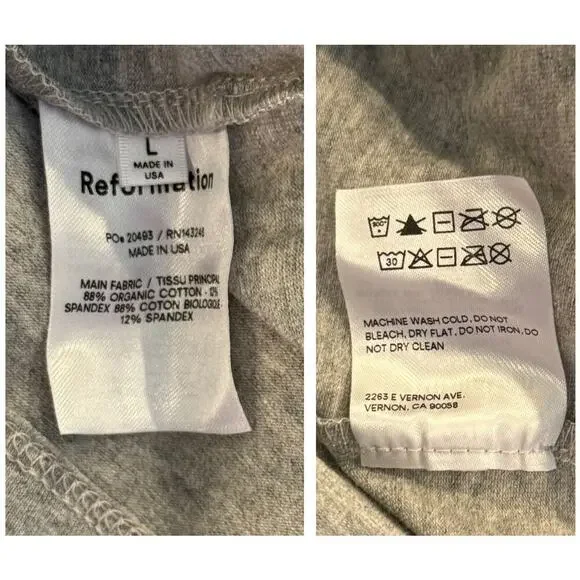 L
MADE IN
USA
Reformation
PO# 20493 / RN143248
MADE IN USA
MAIN FABRIC / TISSU PRINCIPAL
88% ORGANIC COTTON - 12%
SPANDEX 88% COTON BIOLOGIQUE -
12% SPANDEX
30
MACHINE WASH COLD, DO NOT
BLEACH, DRY FLAT, DO NOT IRON, DO
NOT DRY CLEAN
2263 E VERNON AVE.
VERNON, CA 90058